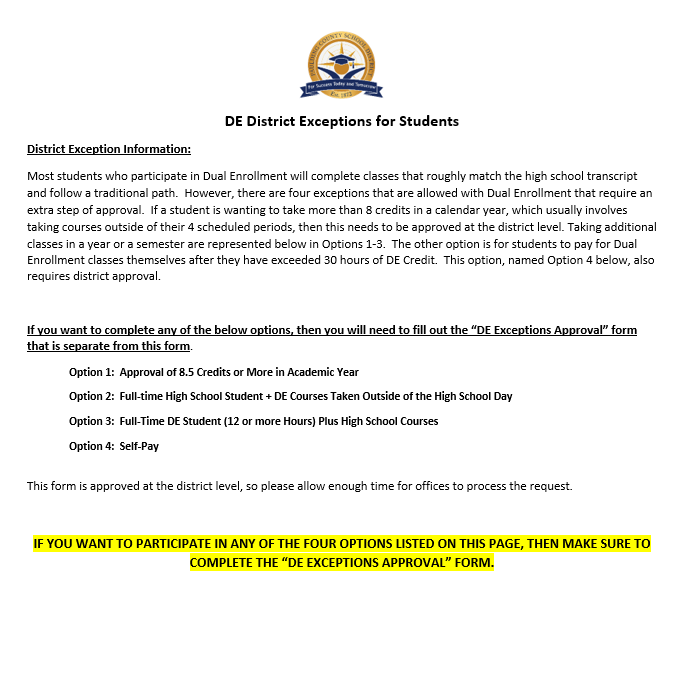 PAULDING COUNTY SCHOOL DISTRICT
For Success Today and Tomorrow
Est. 1872
DE District Exceptions for Students
District Exception Information:
Most students who participate in Dual Enrollment will complete classes that roughly match the high school transcript
and follow a traditional path.  However, there are four exceptions that are allowed with Dual Enrollment that require an
extra step of approval.  If a student is wanting to take more than 8 credits in a calendar year, which usually involves
taking courses outside of their 4 scheduled periods, then this needs to be approved at the district level. Taking additional
classes in a year or a semester are represented below in Options 1-3.  The other option is for students to pay for Dual
Enrollment classes themselves after they have exceeded 30 hours of DE Credit.  This option, named Option 4 below, also
requires district approval.
If you want to complete any of the below options, then you will need to fill out the “DE Exceptions Approval” form
that is separate from this form.
Option 1:  Approval of 8.5 Credits or More in Academic Year
Option 2:  Full-time High School Student + DE Courses Taken Outside of the High School Day
Option 3:  Full-Time DE Student (12 or more Hours) Plus High School Courses
Option 4:  Self-Pay
This form is approved at the district level, so please allow enough time for offices to process the request.
IF YOU WANT TO PARTICIPATE IN ANY OF THE FOUR OPTIONS LISTED ON THIS PAGE, THEN MAKE SURE TO
COMPLETE THE “DE EXCEPTIONS APPROVAL” FORM.